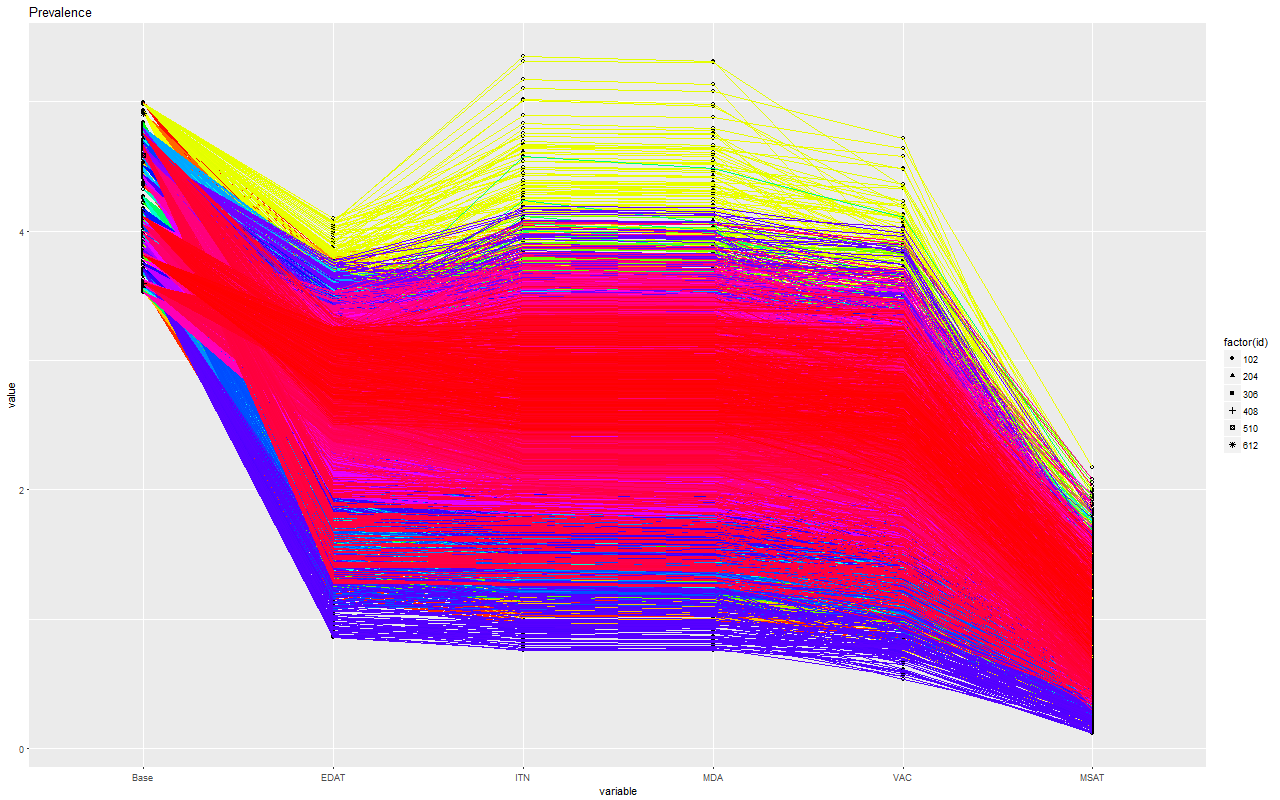 Prevalence
value
4
2
0
Base EDAT ITN MDA VAC MSAT
variable
factor(id)
102
204
306
408
510
612